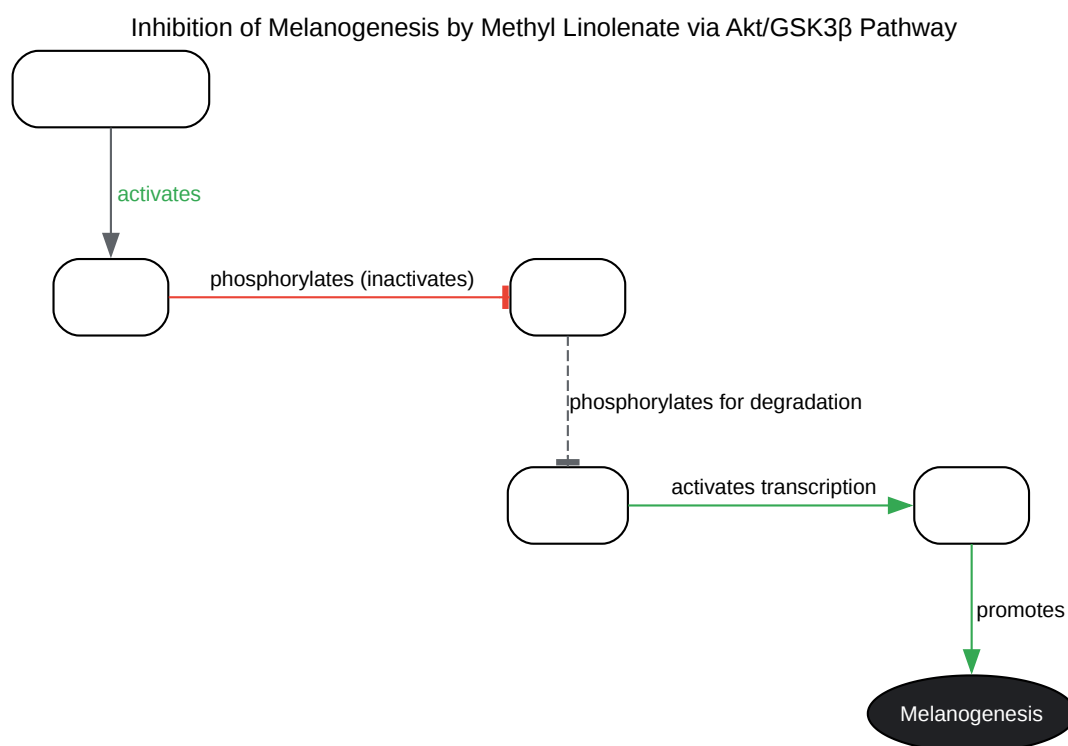 Inhibition of Melanogenesis by Methyl Linolenate via Akt/GSK3β Pathway
activates
phosphorylates (inactivates)
phosphorylates for degradation
activates transcription
promotes
Melanogenesis